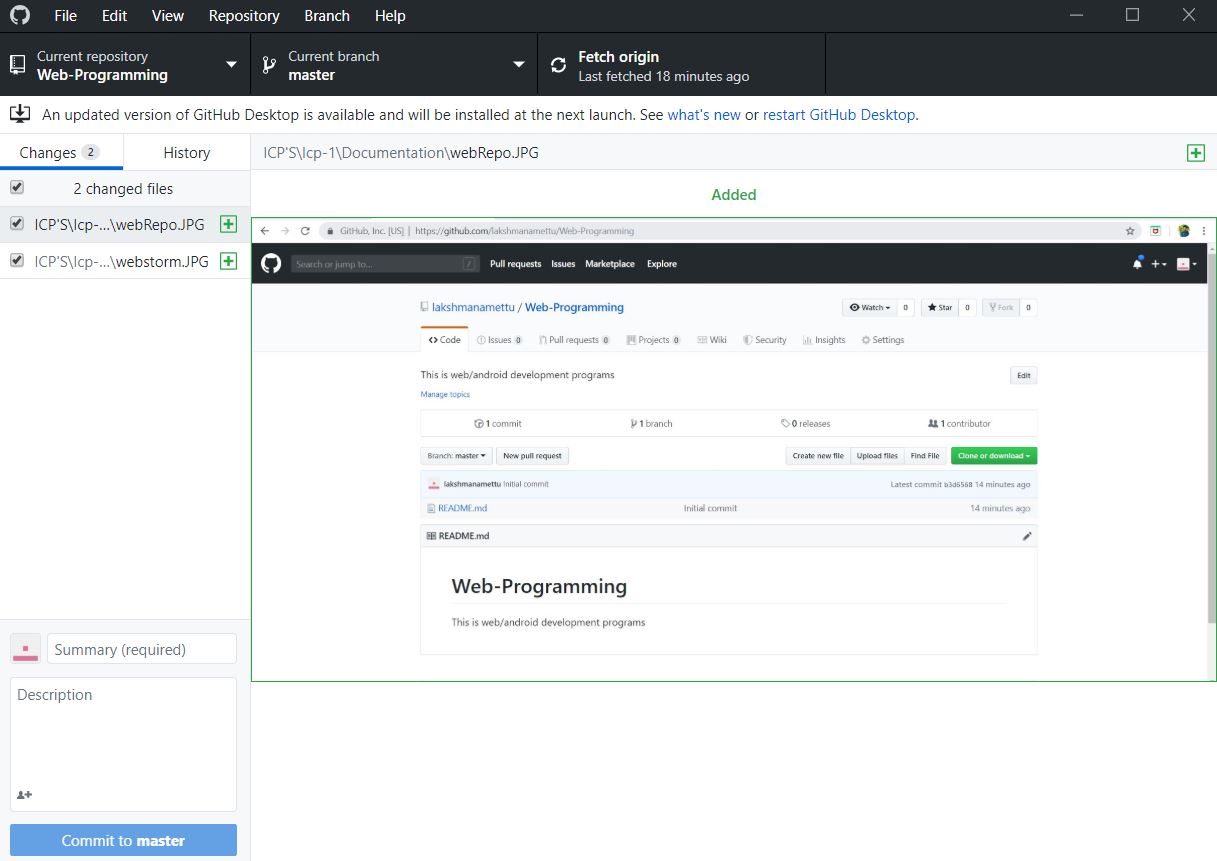 File Edit View Repository Branch Help
Current repository
Web-Programming
Current branch
master
Fetch origin
Last fetched 18 minutes ago
An updated version of GitHub Desktop is available and will be installed at the next launch. See what's new or restart GitHub Desktop.
Changes 2 History
2 changed files
ICP'S\Icp-...\webRepo.JPG
ICP'S\Icp-...\webstorm.JPG
Summary (required)
Description
Commit to master
ICP'S\Icp-1\Documentation\webRepo.JPG
Added
GitHub, Inc. [US] | https://github.com/lakshmanamettu/Web-Programming
Search or jump to... / Pull requests Issues Marketplace Explore
lakshmanamettu / Web-Programming
Watch 0 Star 0 Fork 0
Code Issues 0 Pull requests 0 Projects 0 Wiki Security Insights Settings
This is web/android development programs
Edit
Manage topics
1 commit 1 branch 0 releases 1 contributor
Branch: master New pull request Create new file Upload files Find File Clone or download
lakshmanamettu Initial commit Latest commit b3d6568 14 minutes ago
README.md Initial commit 14 minutes ago
README.md
Web-Programming
This is web/android development programs